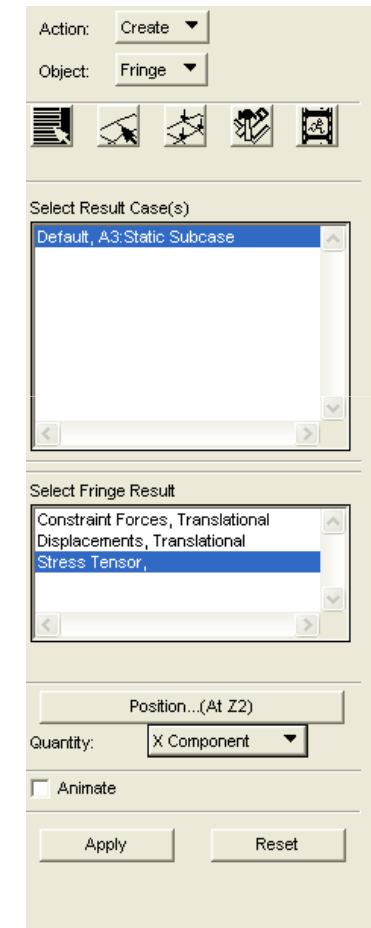 Action: Create
Object: Fringe
Select Result Case(s)
Default, A3:Static Subcase
Select Fringe Result
Constraint Forces, Translational
Displacements, Translational
Stress Tensor,
Position...(At Z2)
Quantity: X Component
Animate
Apply Reset